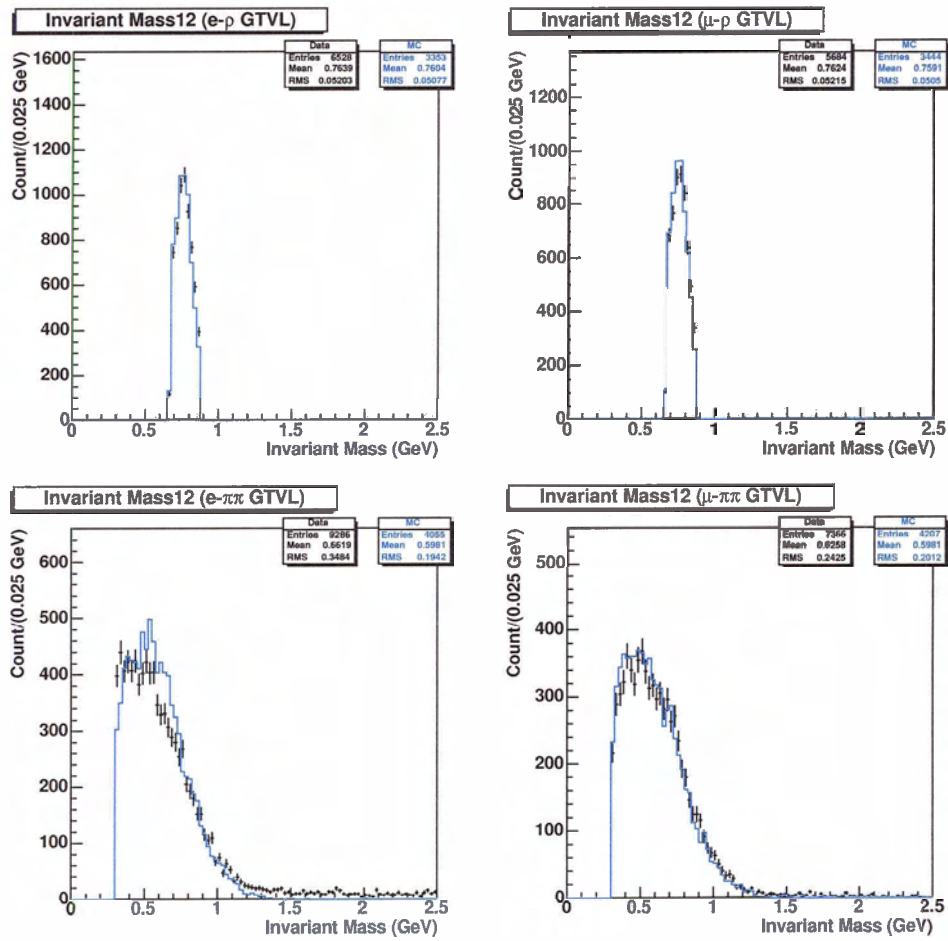 Invariant Mass12 (e-ρ GTVL)
Data
Entries 6528
Mean 0.7639
RMS 0.05203
MC
Entries 3353
Mean 0.7604
RMS 0.05077
Count/(0.025 GeV)
1600
1400
1200
1000
800
600
400
200
0
0 0.5 1 1.5 2 2.5
Invariant Mass (GeV)
Invariant Mass12 (μ-ρ GTVL)
Data
Entries 5684
Mean 0.7624
RMS 0.05215
MC
Entries 3444
Mean 0.7591
RMS 0.0505
Count/(0.025 GeV)
1200
1000
800
600
400
200
0
0 0.5 1 1.5 2 2.5
Invariant Mass (GeV)
Invariant Mass12 (e-ππ GTVL)
Data
Entries 9286
Mean 0.6619
RMS 0.3484
MC
Entries 4055
Mean 0.5981
RMS 0.1942
Count/(0.025 GeV)
600
500
400
300
200
100
0
0 0.5 1 1.5 2 2.5
Invariant Mass (GeV)
Invariant Mass12 (μ-ππ GTVL)
Data
Entries 7366
Mean 0.6258
RMS 0.2425
MC
Entries 4207
Mean 0.5981
RMS 0.2012
Count/(0.025 GeV)
500
400
300
200
100
0
0 0.5 1 1.5 2 2.5
Invariant Mass (GeV)